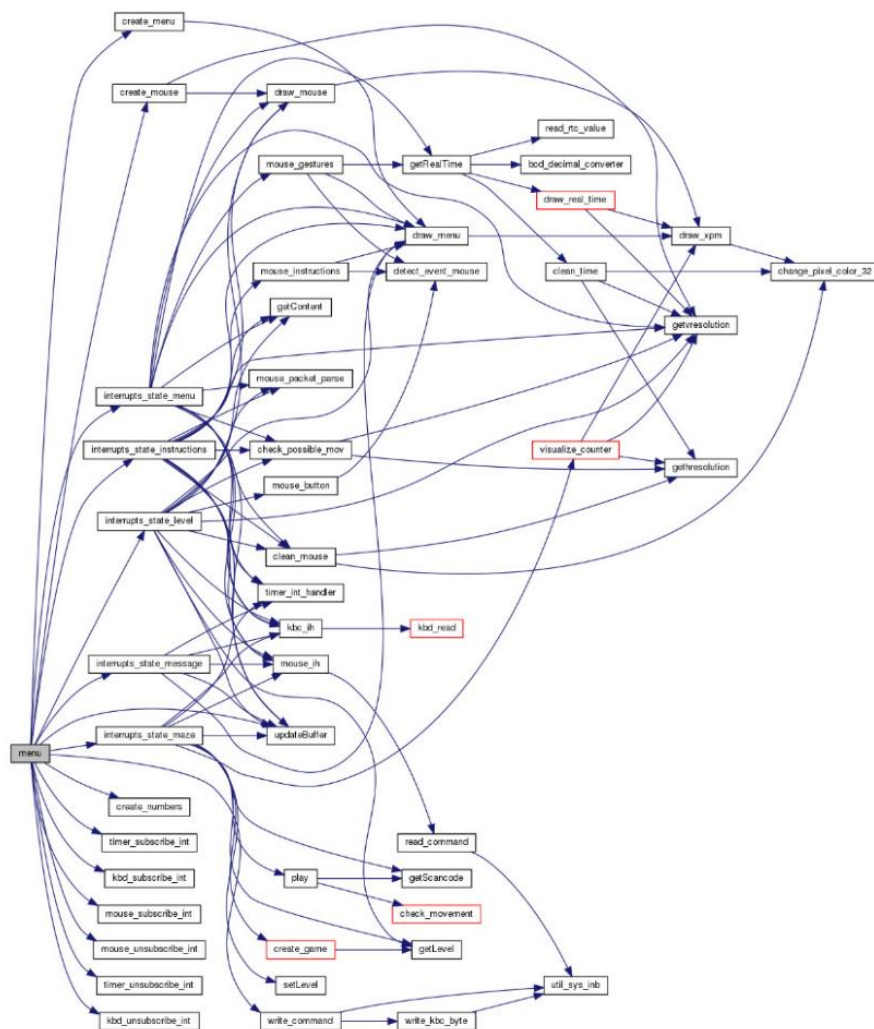 create_menu
create_mouse
draw_mouse
read_rtc_value
mouse_gestures
getRealTime
bcd_decimal_converter
draw_real_time
draw_menu
draw_xpm
mouse_instructions
detect_event_mouse
clean_time
change_pixel_color_32
getContent
getvresolution
mouse_packet_parse
interrupts_state_menu
interrupts_state_instructions
check_possible_mov
visualize_counter
gethresolution
mouse_button
interrupts_state_level
clean_mouse
timer_int_handler
kbc_ih
kbd_read
interrupts_state_message
mouse_ih
interrupts_state_maze
updateBuffer
menu
create_numbers
timer_subscribe_int
read_command
kbd_subscribe_int
play
getScancode
mouse_subscribe_int
check_movement
mouse_unsubscribe_int
create_game
getLevel
timer_unsubscribe_int
setLevel
util_sys_inb
kbd_unsubscribe_int
write_command
write_kbc_byte